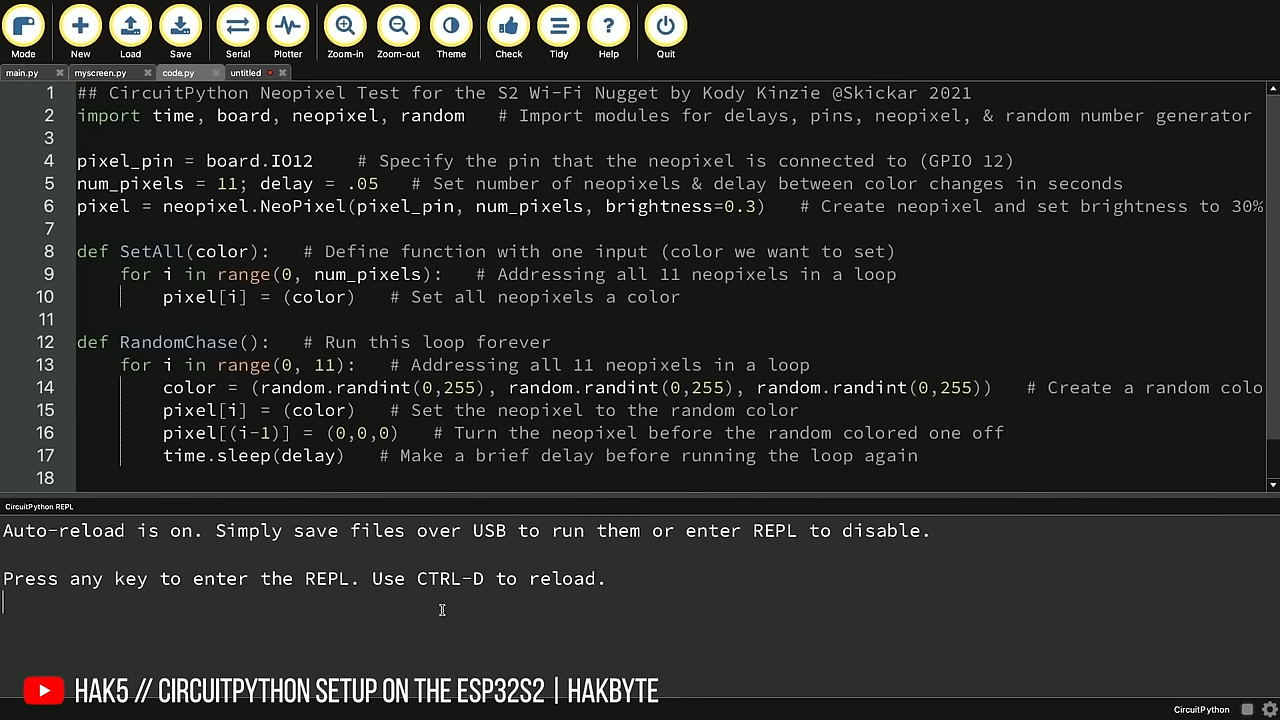 Mode New Load Save Serial Plotter Zoom-in Zoom-out Theme Check Tidy Help Quit
main.py myscreen.py code.py untitled
1 ## CircuitPython Neopixel Test for the S2 Wi-Fi Nugget by Kody Kinzie @Skickar 2021
2 import time, board, neopixel, random # Import modules for delays, pins, neopixel, & random number generator
3
4 pixel_pin = board.IO12 # Specify the pin that the neopixel is connected to (GPIO 12)
5 num_pixels = 11; delay = .05 # Set number of neopixels & delay between color changes in seconds
6 pixel = neopixel.NeoPixel(pixel_pin, num_pixels, brightness=0.3) # Create neopixel and set brightness to 30%
7
8 def SetAll(color): # Define function with one input (color we want to set)
9 for i in range(0, num_pixels): # Addressing all 11 neopixels in a loop
10 pixel[i] = (color) # Set all neopixels a color
11
12 def RandomChase(): # Run this loop forever
13 for i in range(0, 11): # Addressing all 11 neopixels in a loop
14 color = (random.randint(0,255), random.randint(0,255), random.randint(0,255)) # Create a random colo
15 pixel[i] = (color) # Set the neopixel to the random color
16 pixel[(i-1)] = (0,0,0) # Turn the neopixel before the random colored one off
17 time.sleep(delay) # Make a brief delay before running the loop again
18
CircuitPython REPL
Auto-reload is on. Simply save files over USB to run them or enter REPL to disable.
Press any key to enter the REPL. Use CTRL-D to reload.
HAK5 // CIRCUITPYTHON SETUP ON THE ESP32S2 | HAKBYTE
CircuitPython